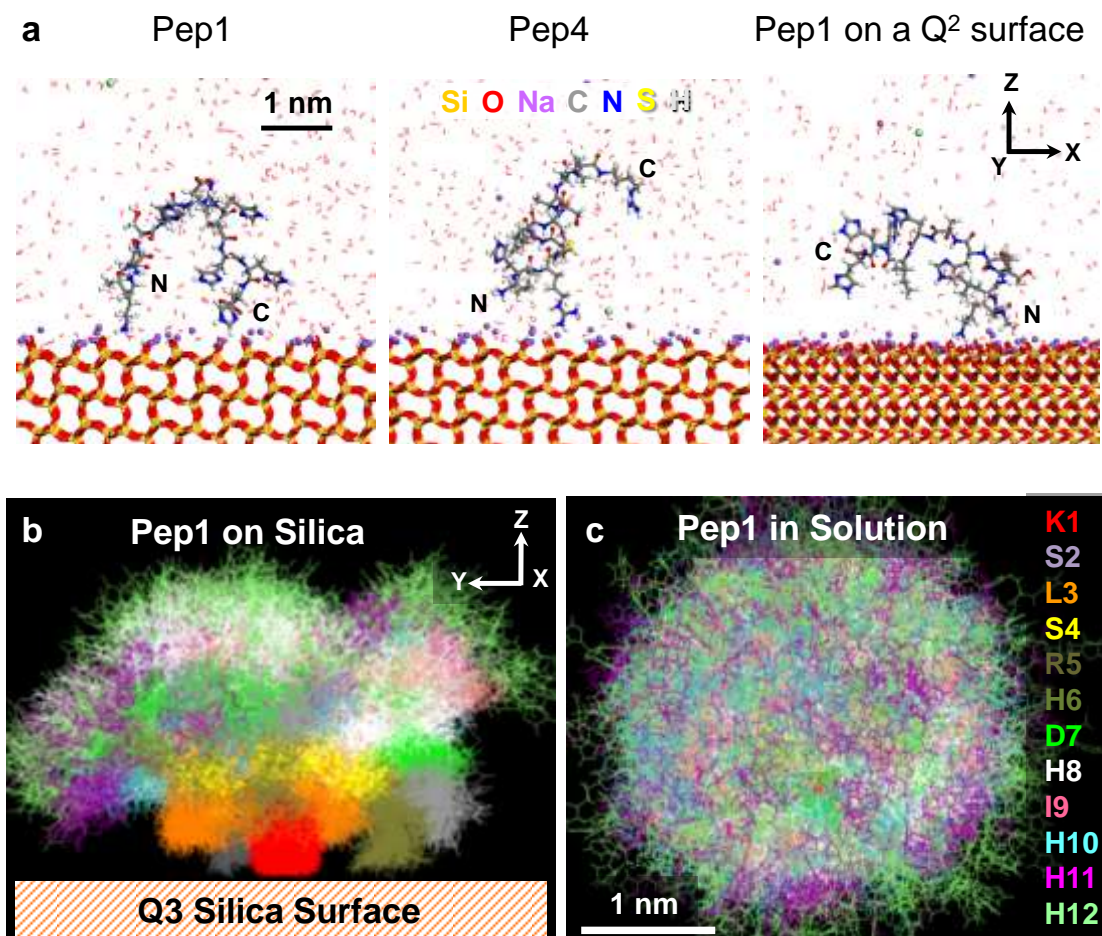 a Pep1 Pep4 Pep1 on a Q² surface
1 nm
Si O Na C N S H
Z
Y X
N
C
C
N
C
N
b Pep1 on Silica
Z
Y X
Q3 Silica Surface
c Pep1 in Solution
1 nm
K1
S2
L3
S4
R5
H6
D7
H8
I9
H10
H11
H12